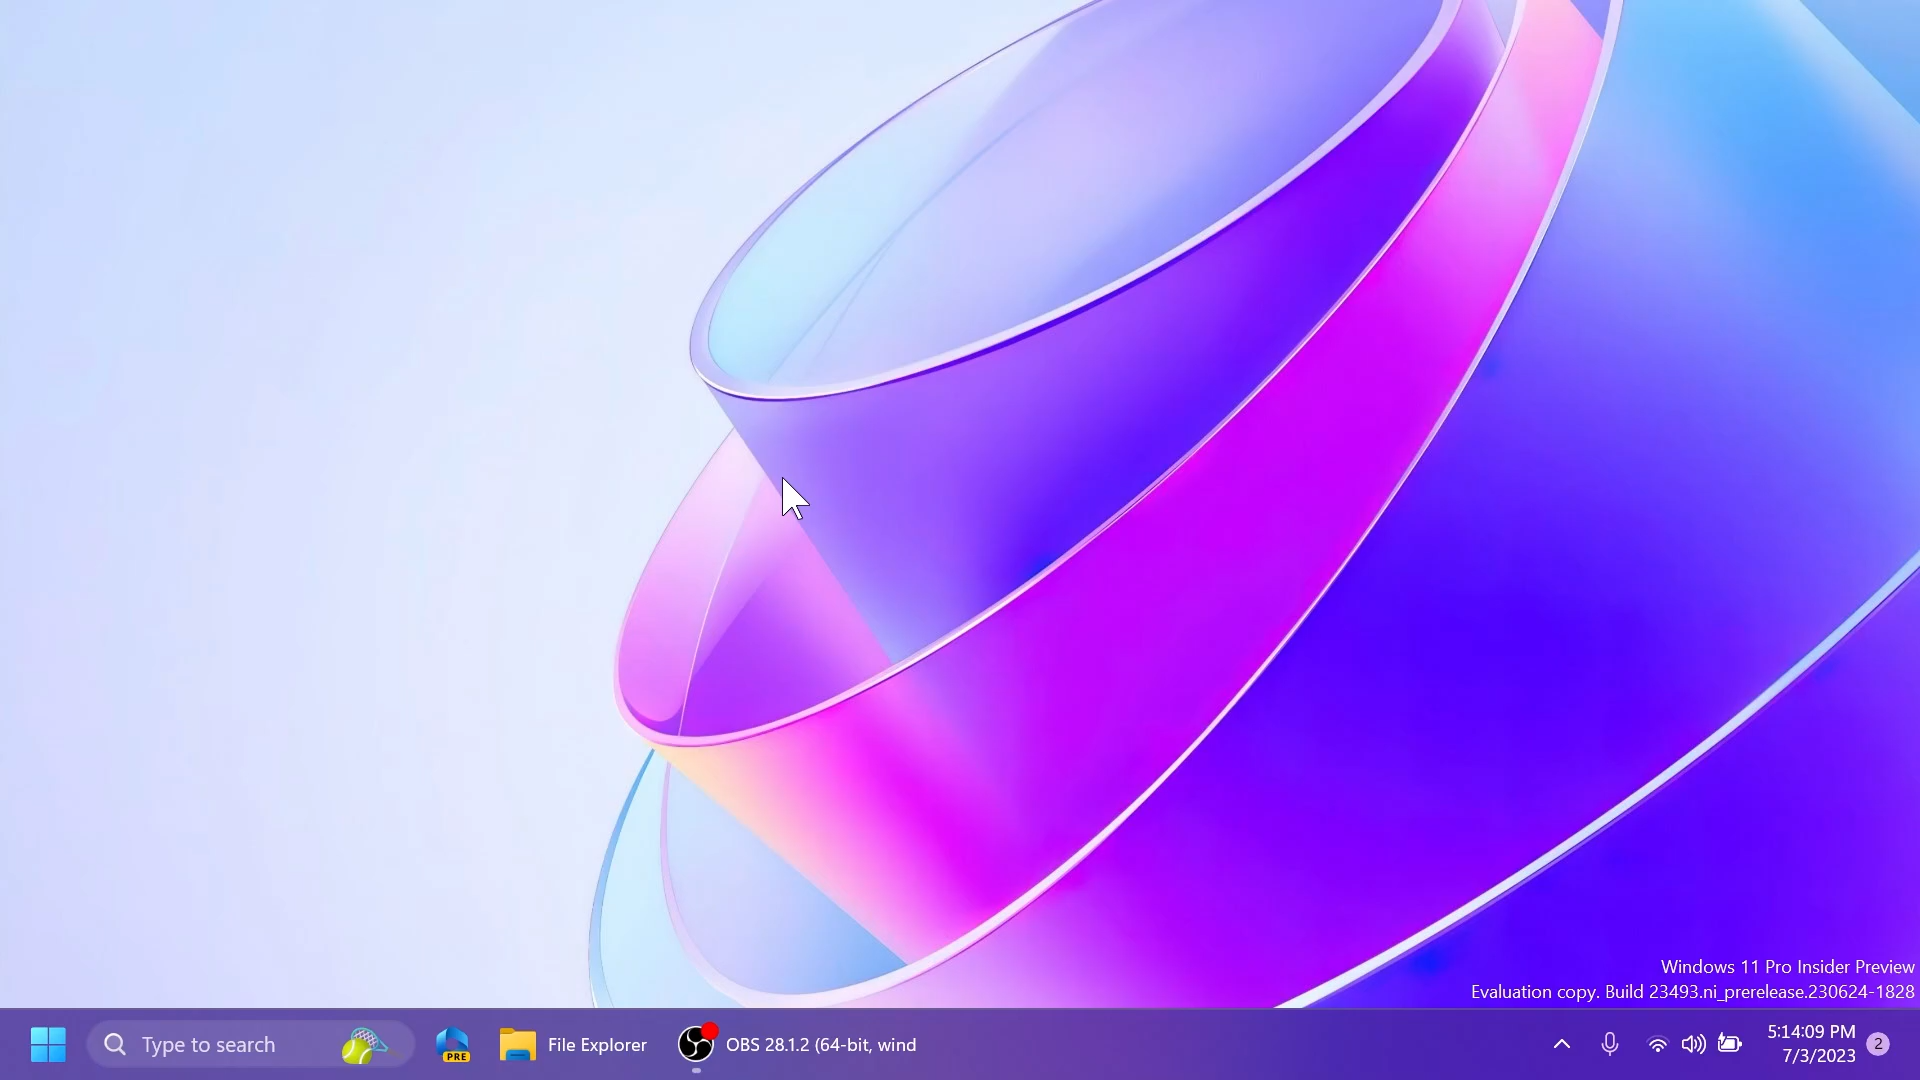 Windows 11 Pro Insider Preview
Evaluation copy. Build 23493.ni_prerelease.230624-1828
Type to search
PRE
File Explorer
OBS 28.1.2 (64-bit, wind
5:14:09 PM
7/3/2023
2